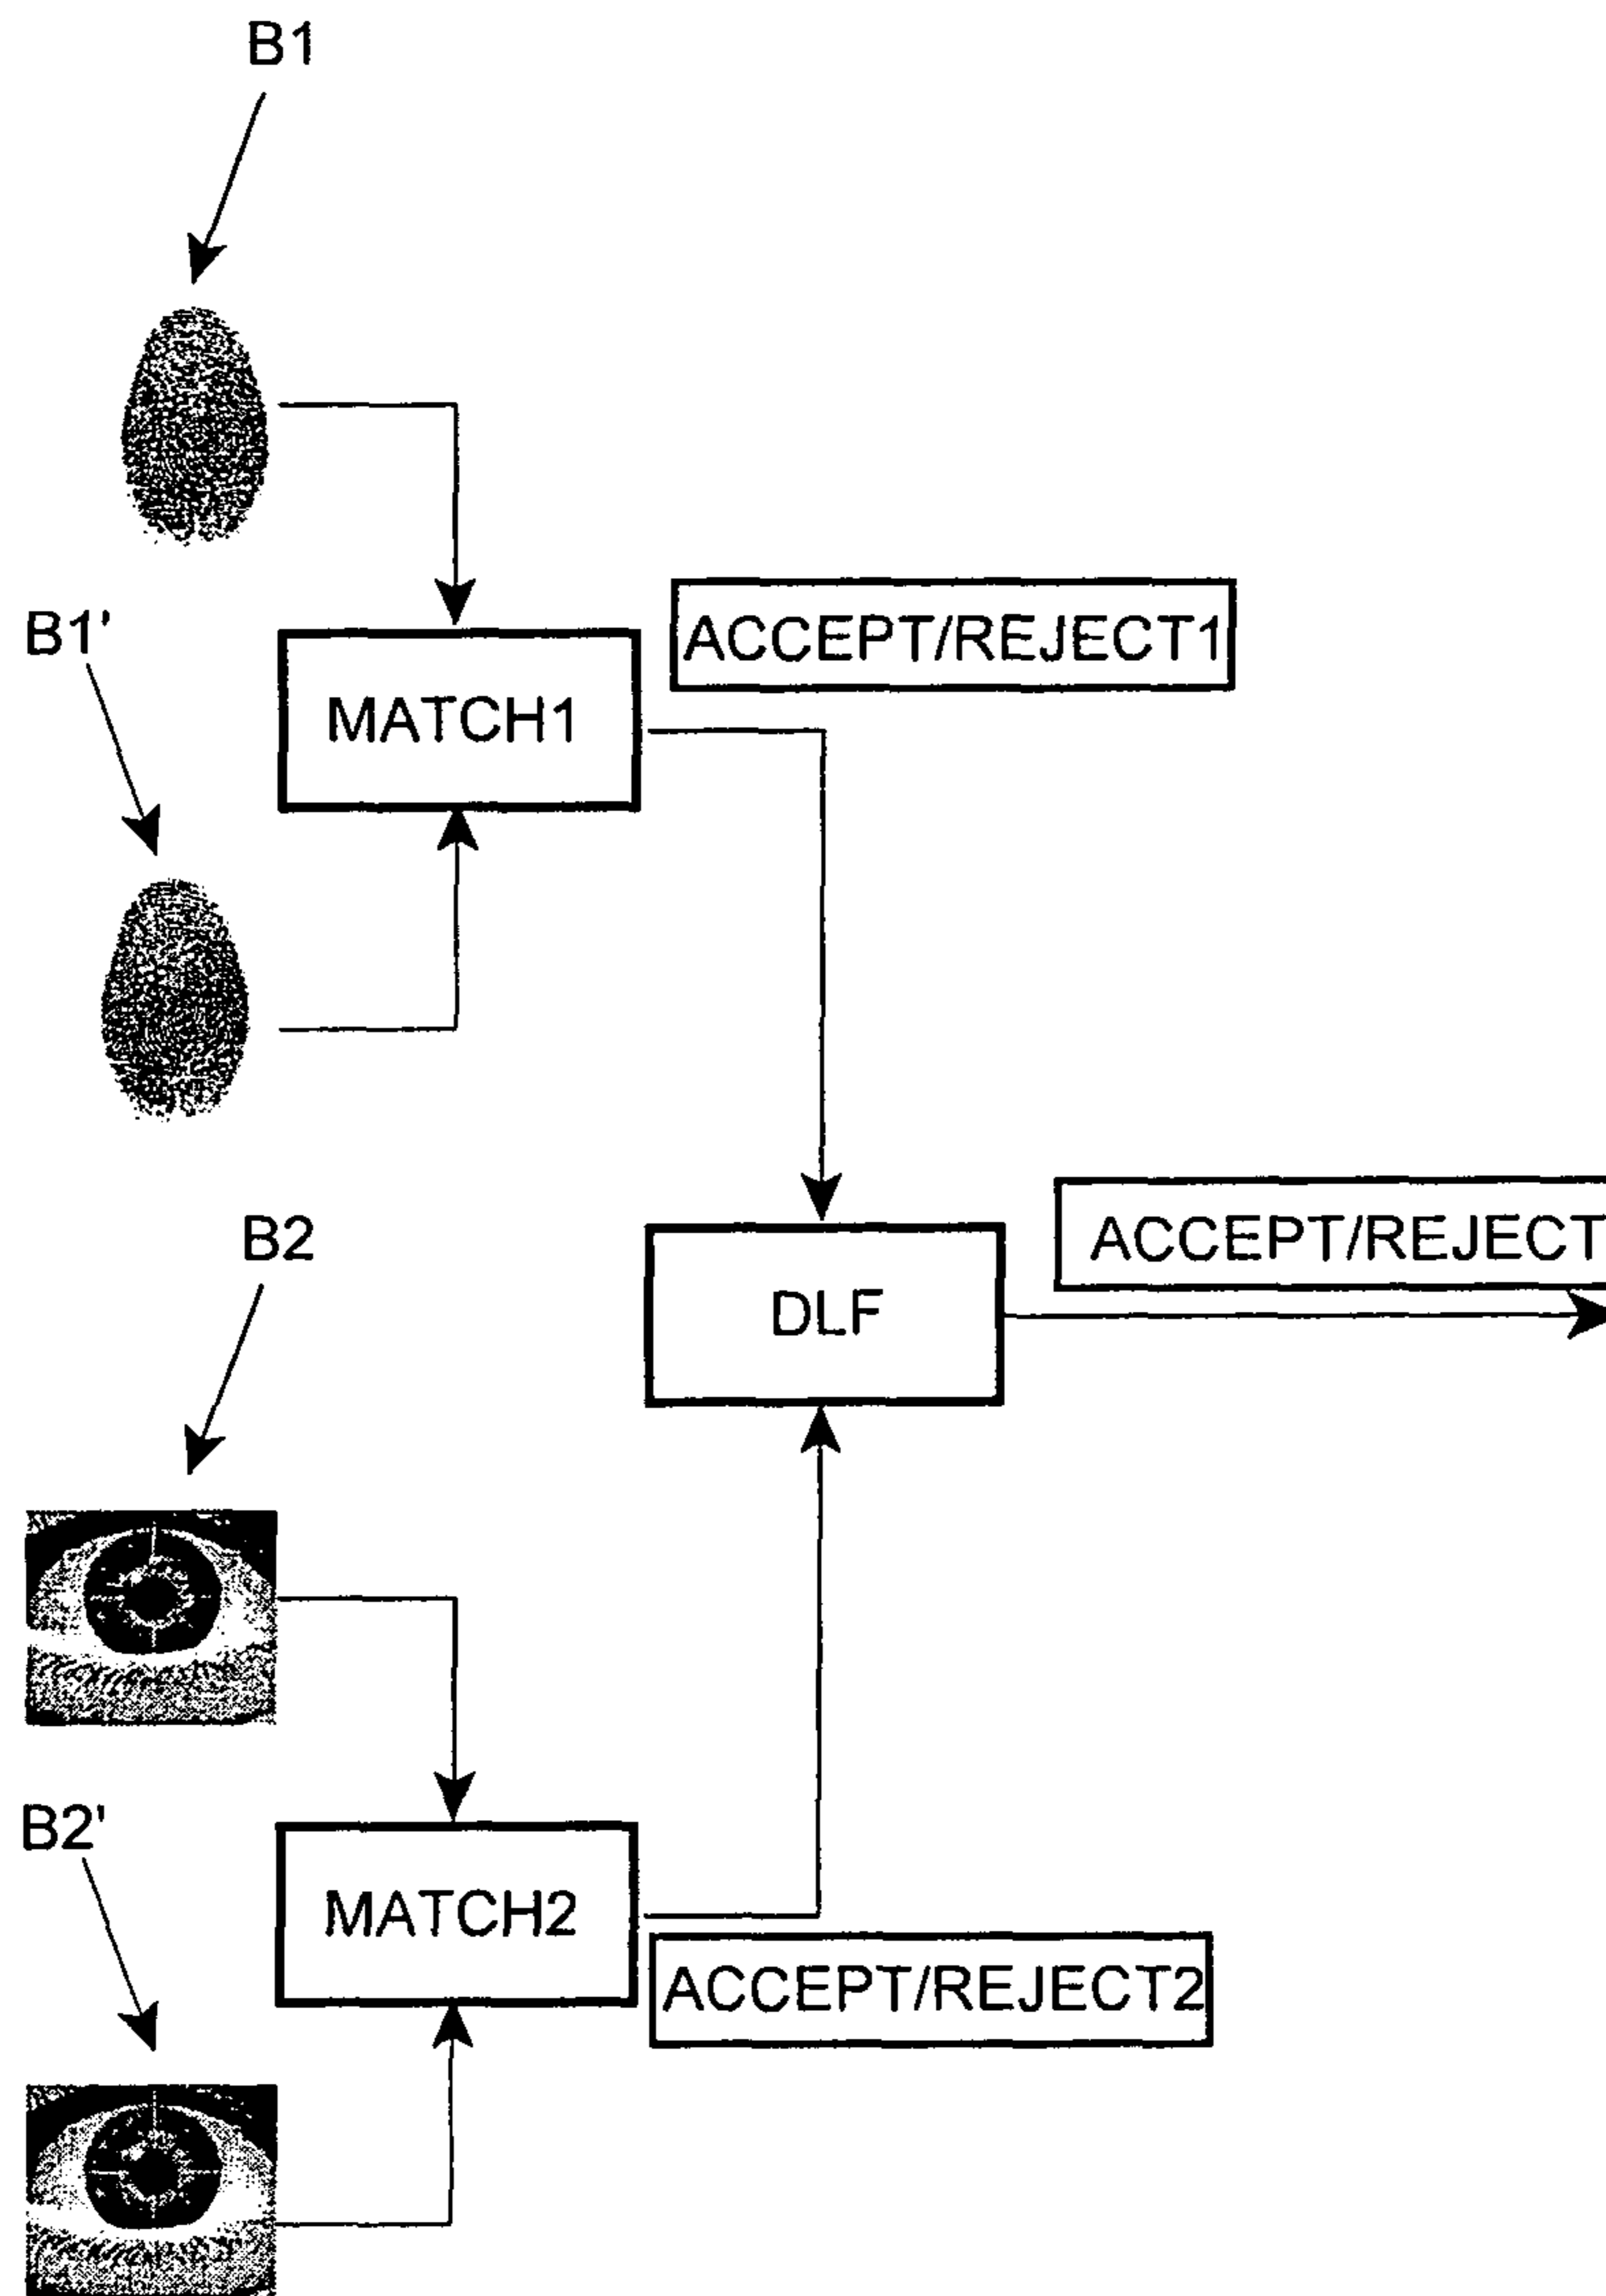 B1
B1'
ACCEPT/REJECT1
MATCH1
B2
ACCEPT/REJECT
DLF
B2'
MATCH2
ACCEPT/REJECT2